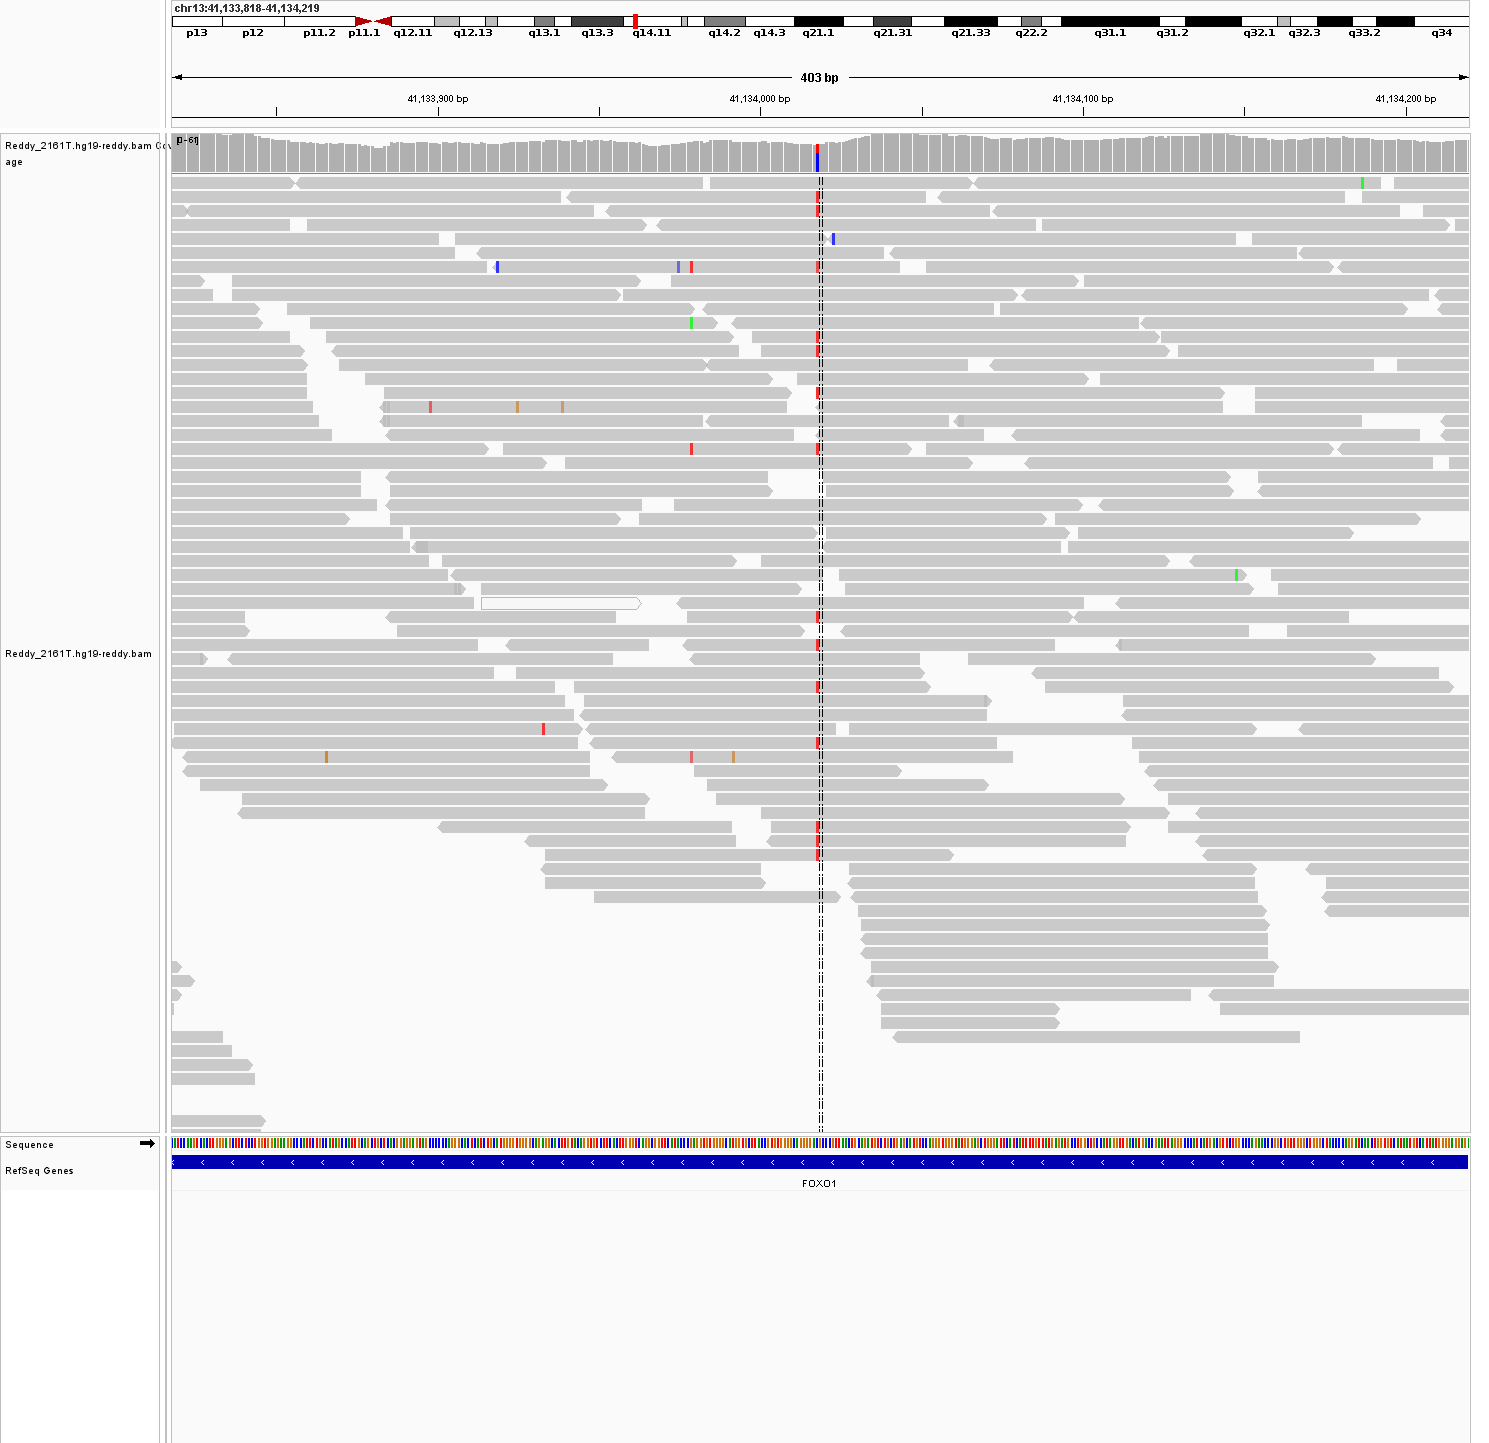 chr13:41,133,818-41,134,219
p13 p12 p11.2 p11.1 q12.11 q12.13 q13.1 q13.3 q14.11 q14.2 q14.3 q21.1 q21.31 q21.33 q22.2 q31.1 q31.2 q32.1 q32.3 q33.2 q34
403 bp
41,133,900 bp 41,134,000 bp 41,134,100 bp 41,134,200 bp
Reddy_2161T.hg19-reddy.bam Cov
age
[0-61]
Reddy_2161T.hg19-reddy.bam
Sequence
RefSeq Genes
FOXO1